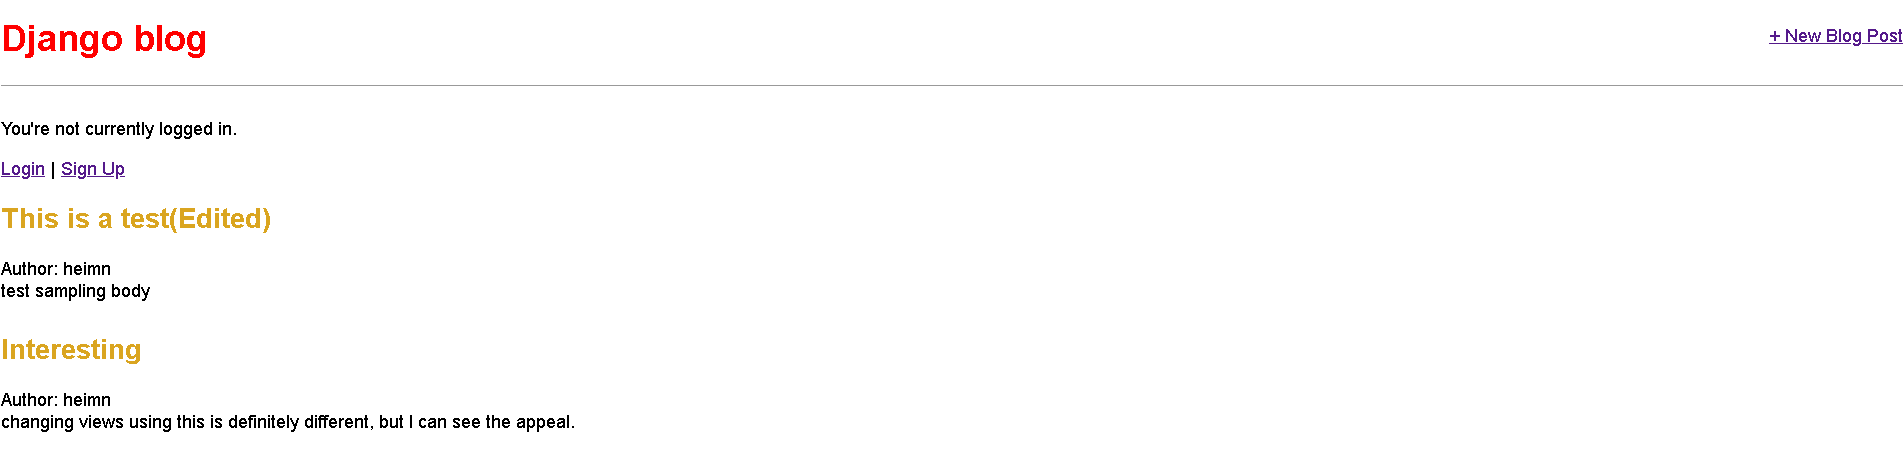 Django blog
+ New Blog Post
You're not currently logged in.
Login | Sign Up
This is a test(Edited)
Author: heimn
test sampling body
Interesting
Author: heimn
changing views using this is definitely different, but I can see the appeal.